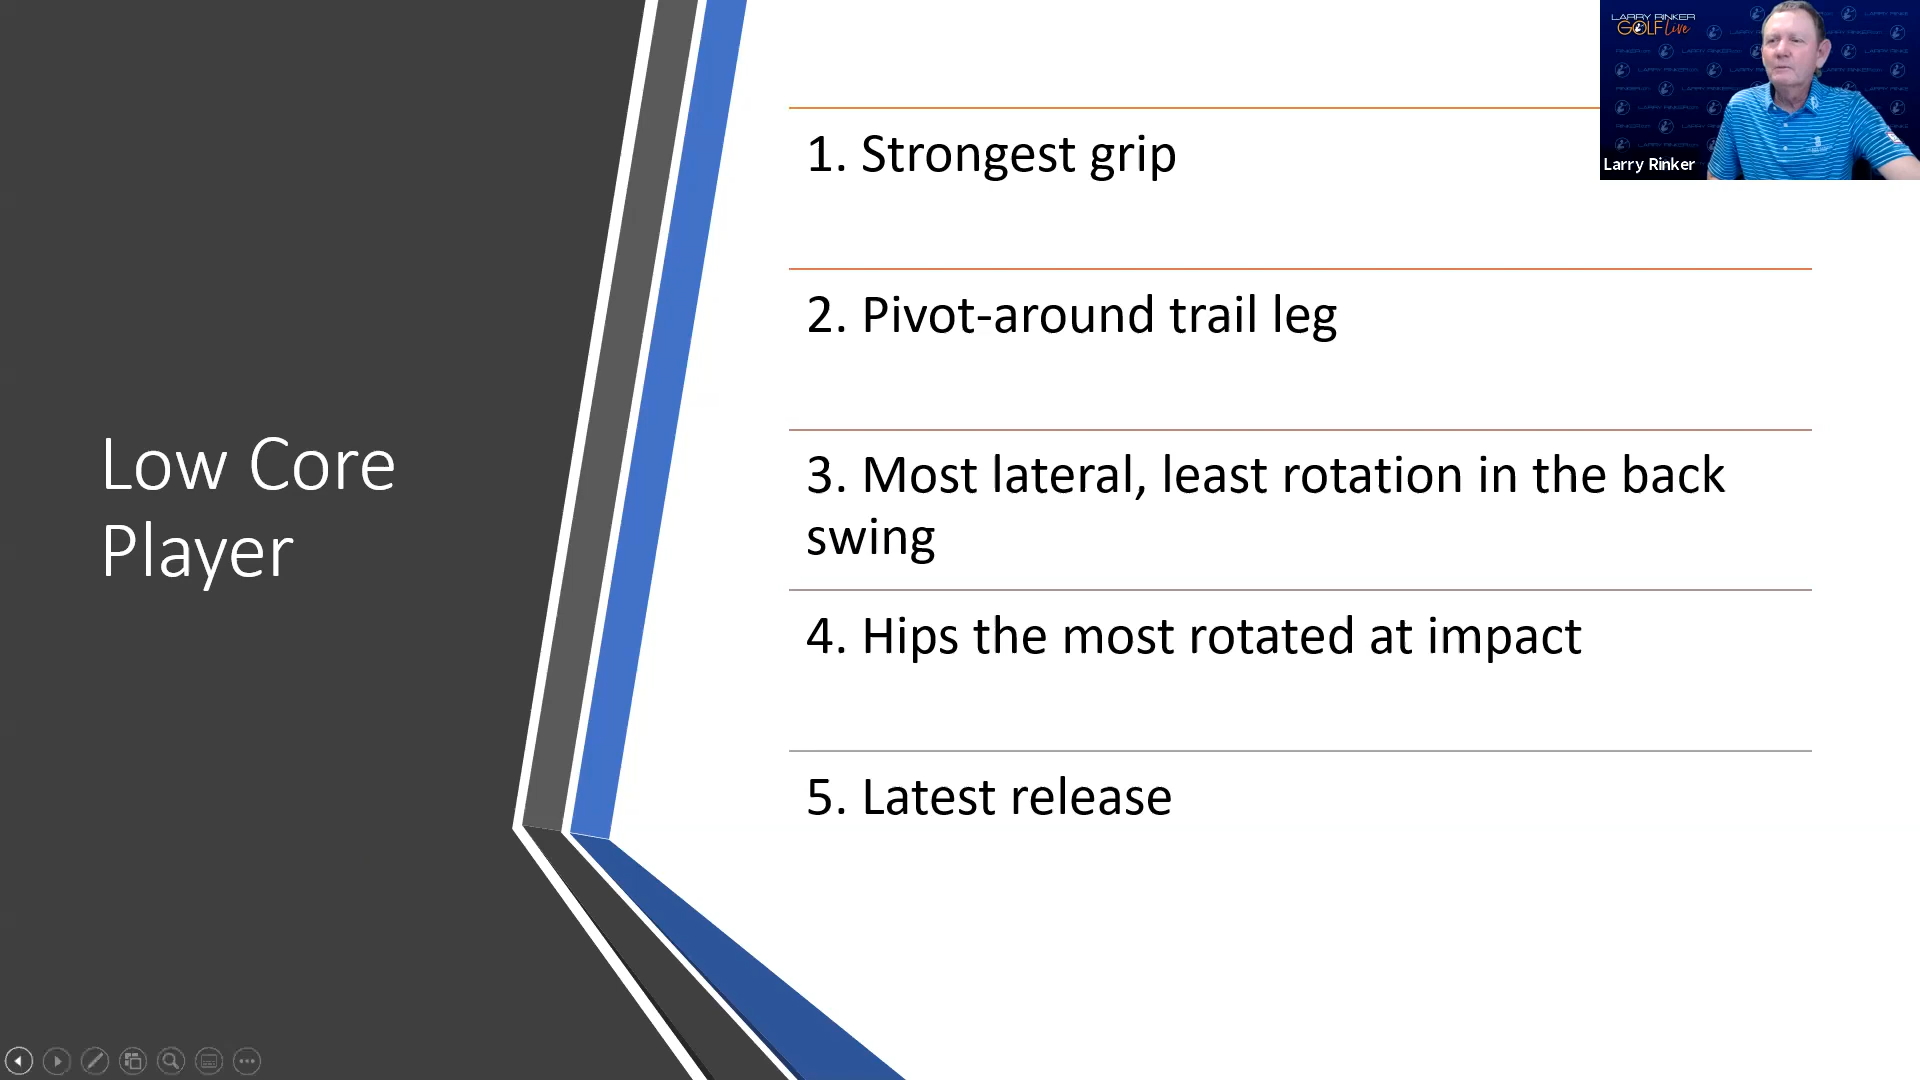 Low Core
Player
1. Strongest grip
2. Pivot-around trail leg
3. Most lateral, least rotation in the back
swing
4. Hips the most rotated at impact
5. Latest release
LARRY RINKER
GOLF Live
Larry Rinker